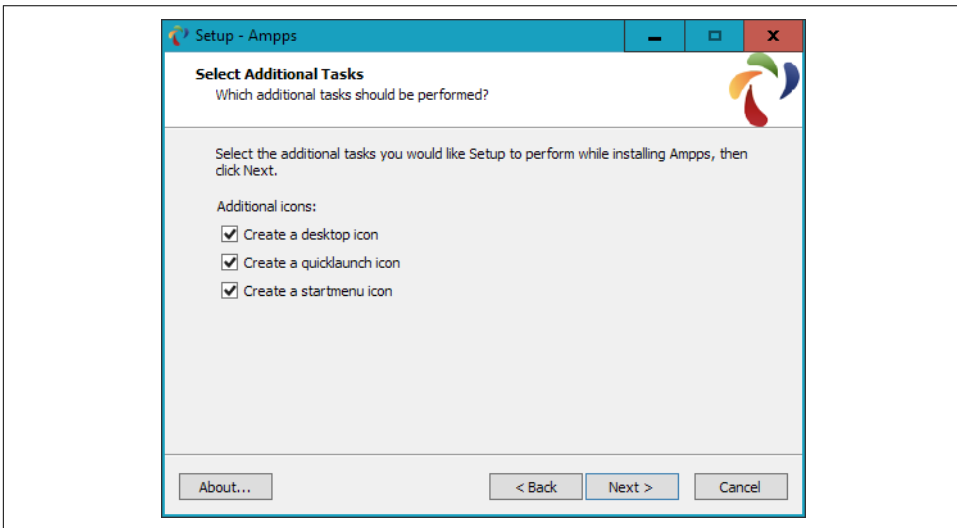 Setup - Ampps
Select Additional Tasks
Which additional tasks should be performed?
Select the additional tasks you would like Setup to perform while installing Ampps, then
click Next.
Additional icons:
Create a desktop icon
Create a quicklaunch icon
Create a startmenu icon
About...
< Back
Next >
Cancel